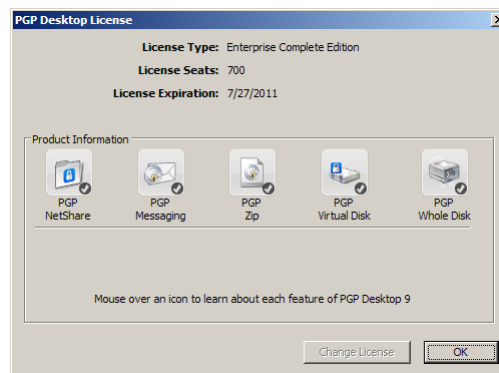 PGP Desktop License
License Type: Enterprise Complete Edition
License Seats: 700
License Expiration: 7/27/2011
Product Information
PGP NetShare
PGP Messaging
PGP Zip
PGP Virtual Disk
PGP Whole Disk
Mouse over an icon to learn about each feature of PGP Desktop 9
Change License
OK